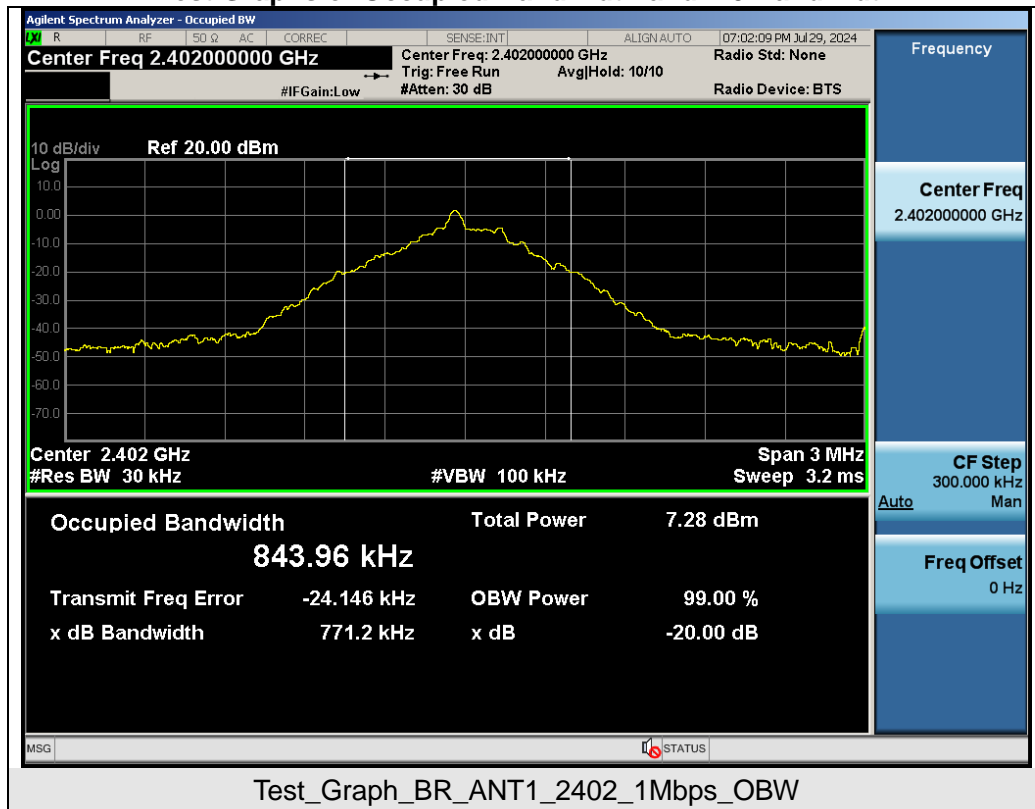 Agilent Spectrum Analyzer - Occupied BW
LXI R RF 50 Ω AC CORREC SENSE:INT ALIGN AUTO 07:02:09 PM Jul 29, 2024
Center Freq 2.402000000 GHz
Center Freq: 2.402000000 GHz
Radio Std: None
Trig: Free Run Avg|Hold: 10/10
#IFGain:Low
#Atten: 30 dB
Radio Device: BTS
10 dB/div Ref 20.00 dBm
Log
10.0
0.00
-10.0
-20.0
-30.0
-40.0
-50.0
-60.0
-70.0
Center 2.402 GHz Span 3 MHz
#Res BW 30 kHz #VBW 100 kHz Sweep 3.2 ms
Occupied Bandwidth Total Power 7.28 dBm
843.96 kHz
Transmit Freq Error -24.146 kHz OBW Power 99.00 %
x dB Bandwidth 771.2 kHz x dB -20.00 dB
MSG STATUS
Frequency
Center Freq
2.402000000 GHz
CF Step
300.000 kHz
Auto Man
Freq Offset
0 Hz
Test_Graph_BR_ANT1_2402_1Mbps_OBW